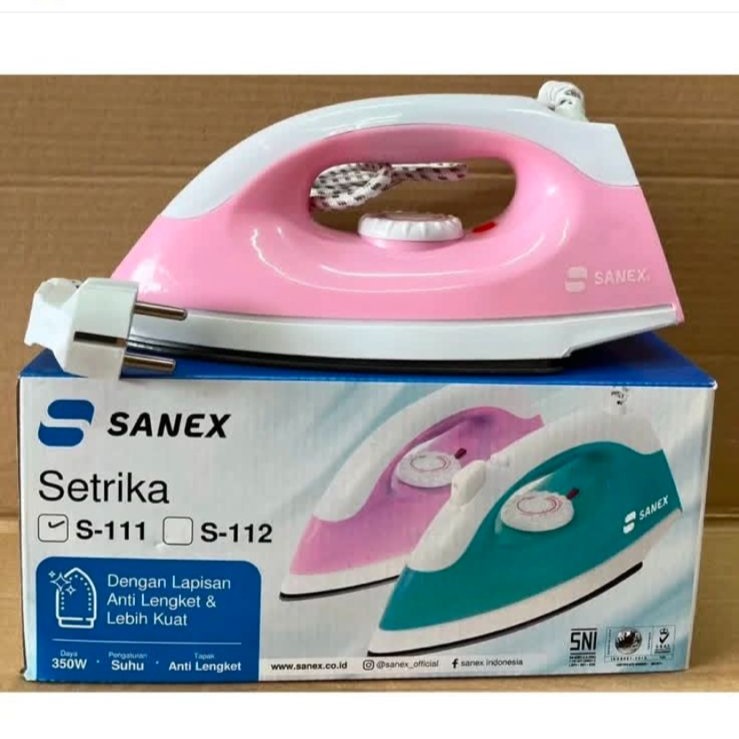 SANEX
SANEX
Setrika
S-111
S-112
Dengan Lapisan
Anti Lengket &
Lebih Kuat
Daya
350W
Pengaturan
Suhu
Tapak
Anti Lengket
www.sanex.co.id
@sanex_official
sanex indonesia
SANEX
SNI